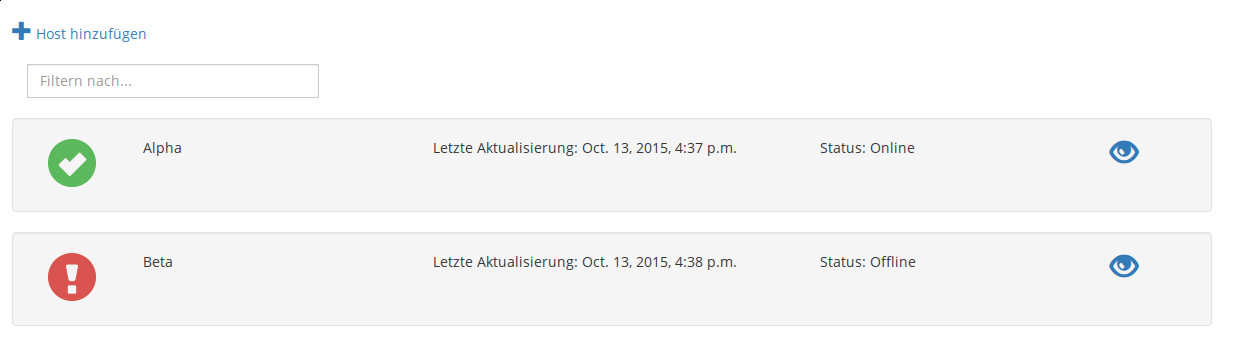 Host hinzufügen
Filtern nach...
Alpha Letzte Aktualisierung: Oct. 13, 2015, 4:37 p.m. Status: Online
Beta Letzte Aktualisierung: Oct. 13, 2015, 4:38 p.m. Status: Offline